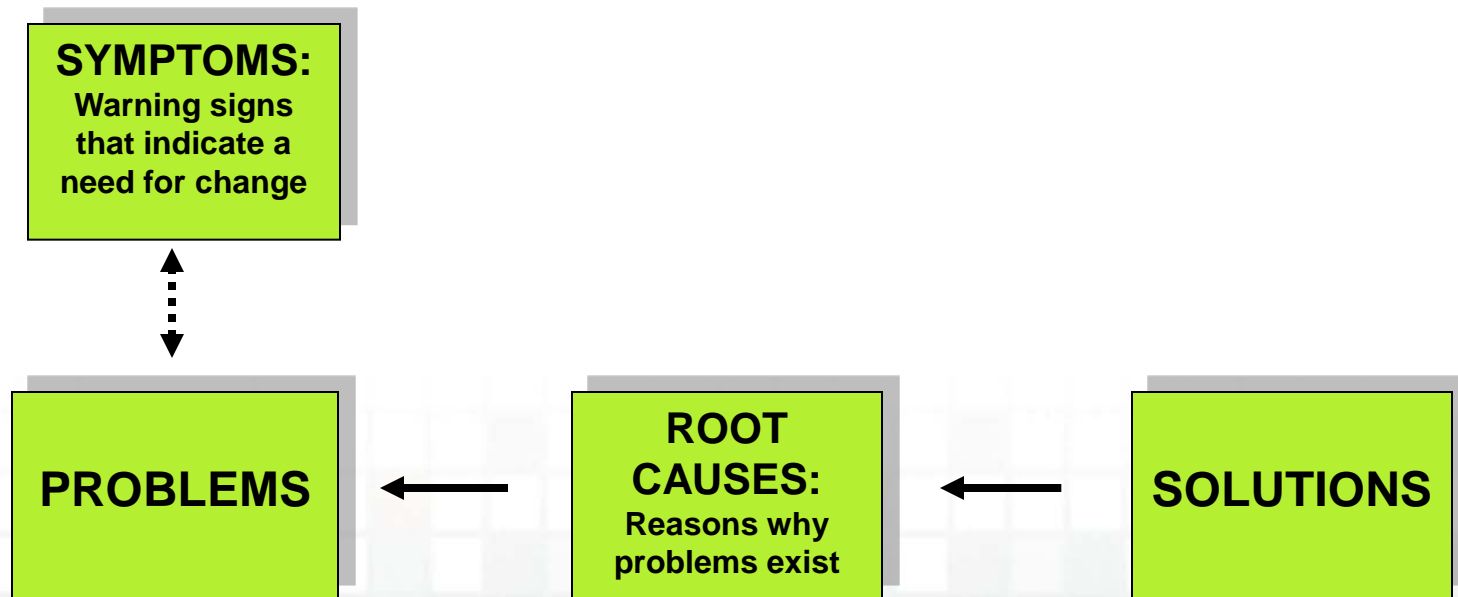 SYMPTOMS:
Warning signs
that indicate a
need for change
PROBLEMS
ROOT
CAUSES:
Reasons why
problems exist
SOLUTIONS